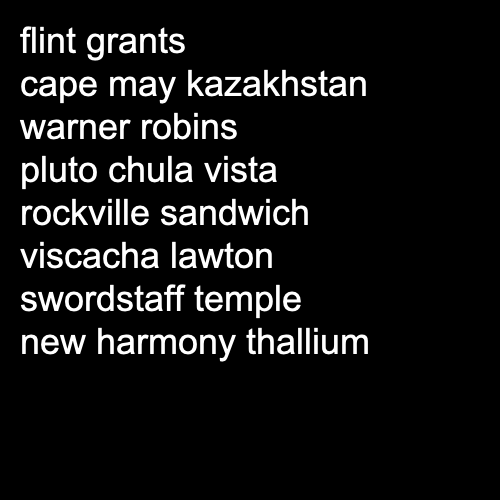 flint grants
cape may kazakhstan
warner robins
pluto chula vista
rockville sandwich
viscacha lawton
swordstaff temple
new harmony thallium